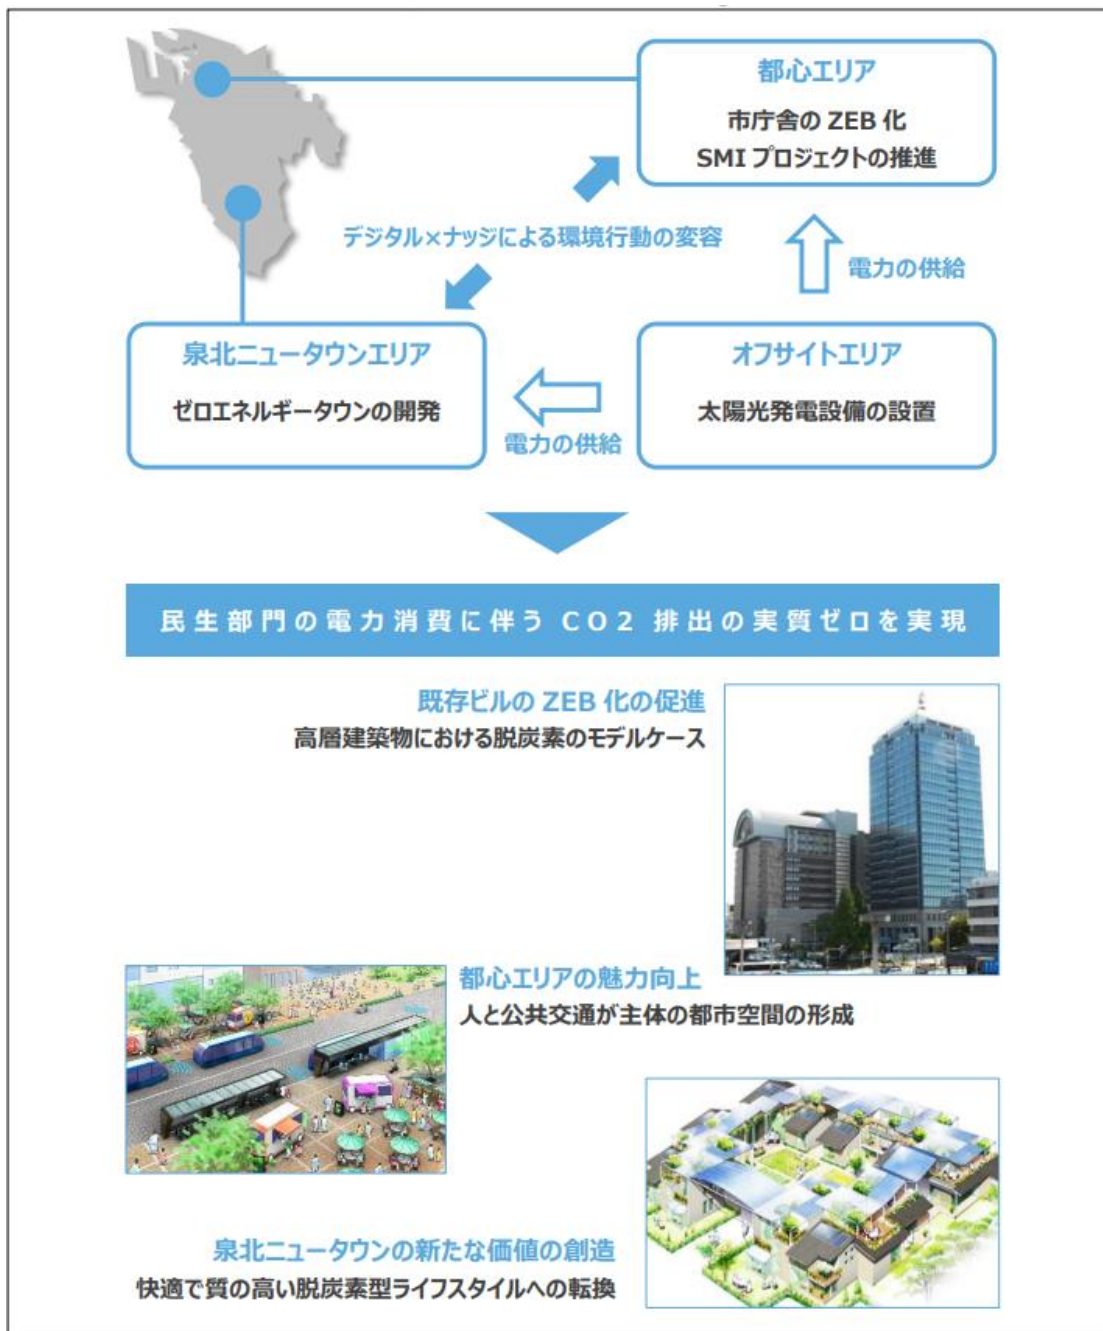 都心エリア
市庁舎の ZEB 化
SMI プロジェクトの推進
デジタル×ナッジによる環境行動の変容
電力の供給
泉北ニュータウンエリア
ゼロエネルギータウンの開発
電力の供給
オフサイトエリア
太陽光発電設備の設置
民生部門の電力消費に伴う CO2 排出の実質ゼロを実現
既存ビルの ZEB 化の促進
高層建築物における脱炭素のモデルケース
都心エリアの魅力向上
人と公共交通が主体の都市空間の形成
泉北ニュータウンの新たな価値の創造
快適で質の高い脱炭素型ライフスタイルへの転換